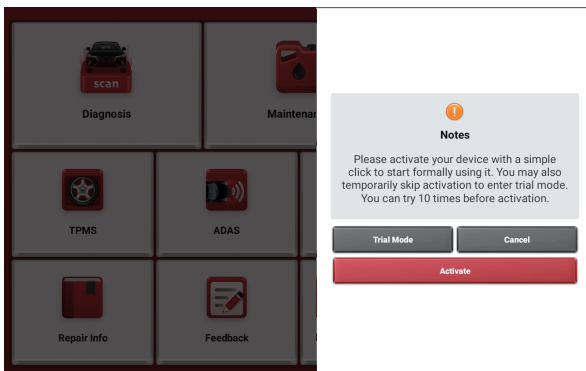 scan
Diagnosis
Maintenan
TPMS
ADAS
Repair Info
Feedback
!
Notes
Please activate your device with a simple
click to start formally using it. You may also
temporarily skip activation to enter trial mode.
You can try 10 times before activation.
Trial Mode
Cancel
Activate